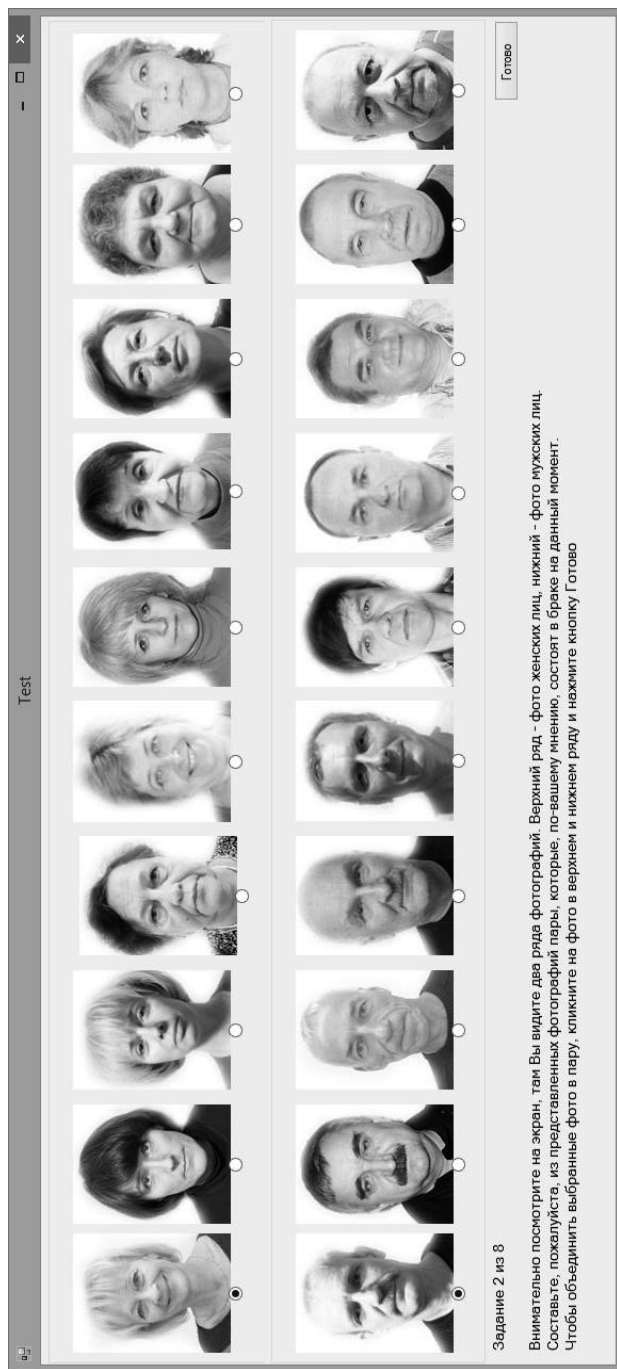 Test
Задание 2 из 8
Готово
Внимательно посмотрите на экран, там Вы видите два ряда фотографий. Верхний ряд - фото женских лиц, нижний - фото мужских лиц.
Составьте, пожалуйста, из представленных фотографий пары, которые, по-вашему мнению, состоят в браке на данный момент.
Чтобы объединить выбранные фото в пару, кликните на фото в верхнем и нижнем ряду и нажмите кнопку Готово